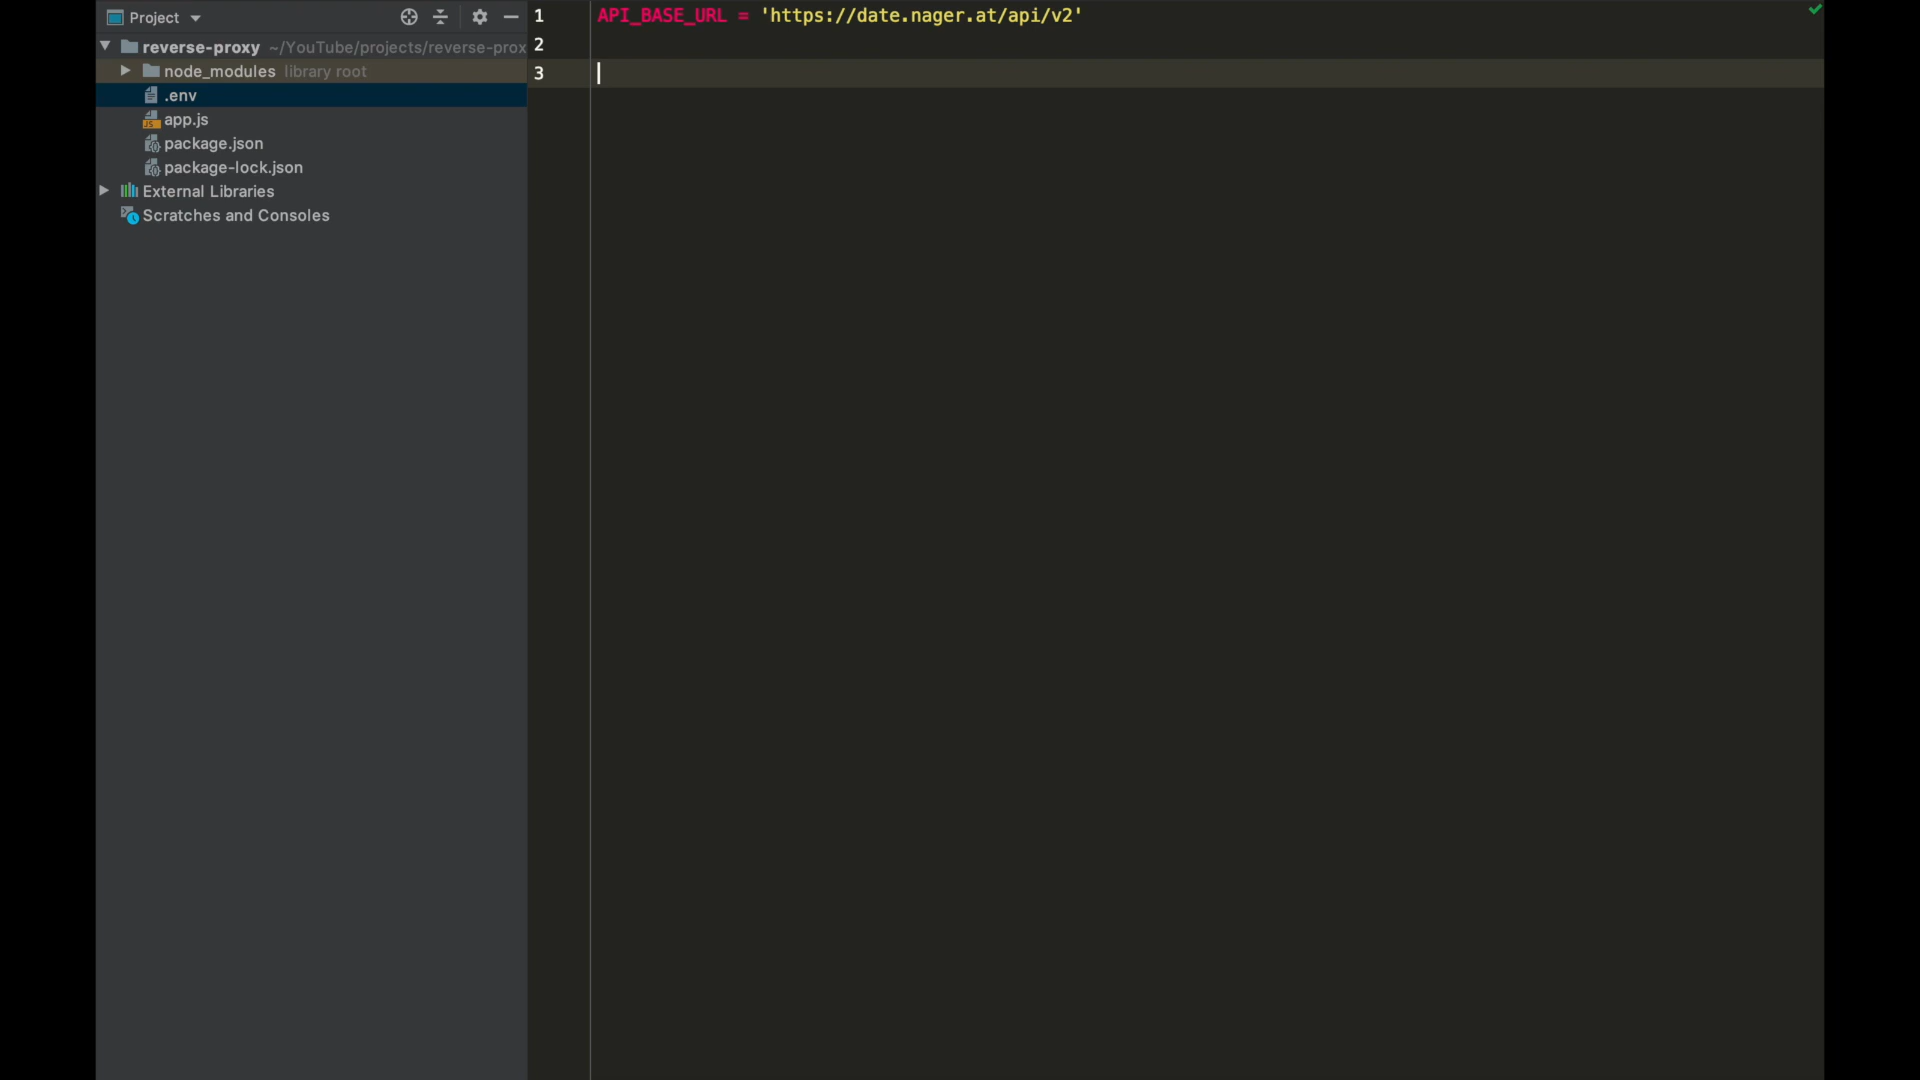 Project
reverse-proxy ~/YouTube/projects/reverse-prox
node_modules library root
.env
app.js
package.json
package-lock.json
External Libraries
Scratches and Consoles
1 API_BASE_URL = 'https://date.nager.at/api/v2'
2
3